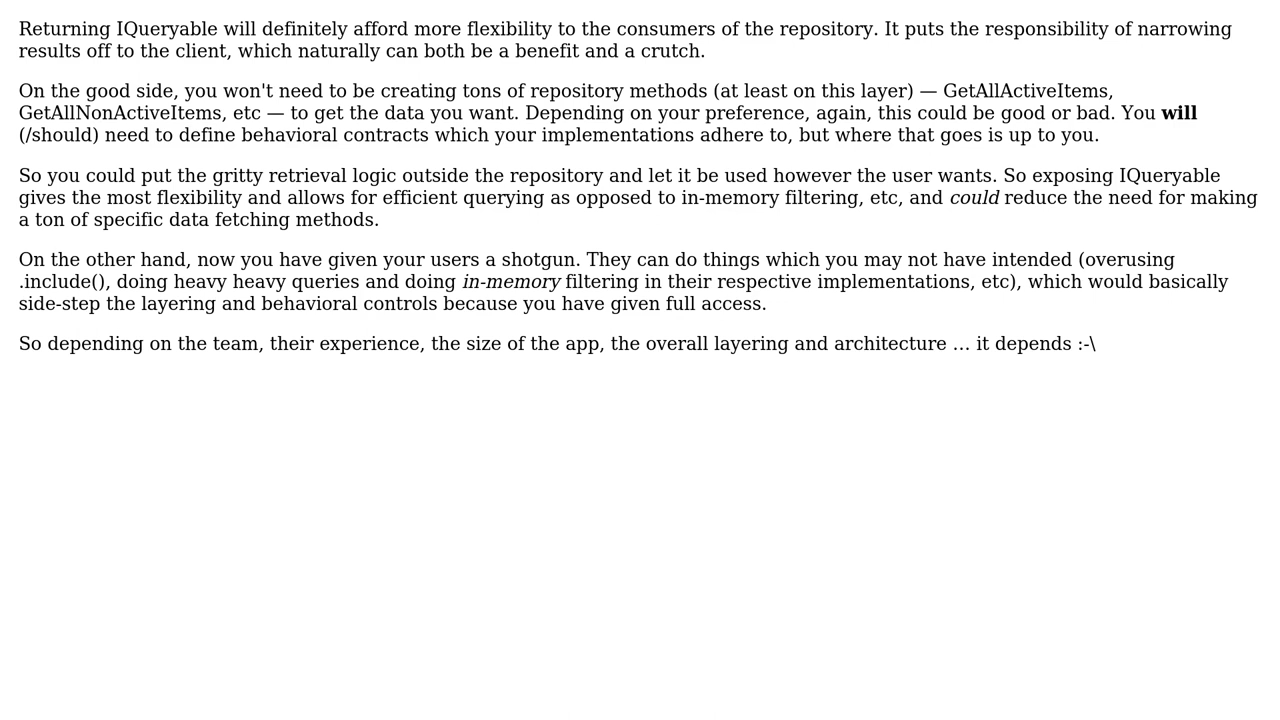 Returning IQueryable will definitely afford more flexibility to the consumers of the repository. It puts the responsibility of narrowing
results off to the client, which naturally can both be a benefit and a crutch.
On the good side, you won't need to be creating tons of repository methods (at least on this layer) — GetAllActiveItems,
GetAllNonActiveItems, etc — to get the data you want. Depending on your preference, again, this could be good or bad. You will
(/should) need to define behavioral contracts which your implementations adhere to, but where that goes is up to you.
So you could put the gritty retrieval logic outside the repository and let it be used however the user wants. So exposing IQueryable
gives the most flexibility and allows for efficient querying as opposed to in-memory filtering, etc, and could reduce the need for making
a ton of specific data fetching methods.
On the other hand, now you have given your users a shotgun. They can do things which you may not have intended (overusing
.include(), doing heavy heavy queries and doing in-memory filtering in their respective implementations, etc), which would basically
side-step the layering and behavioral controls because you have given full access.
So depending on the team, their experience, the size of the app, the overall layering and architecture … it depends :-\